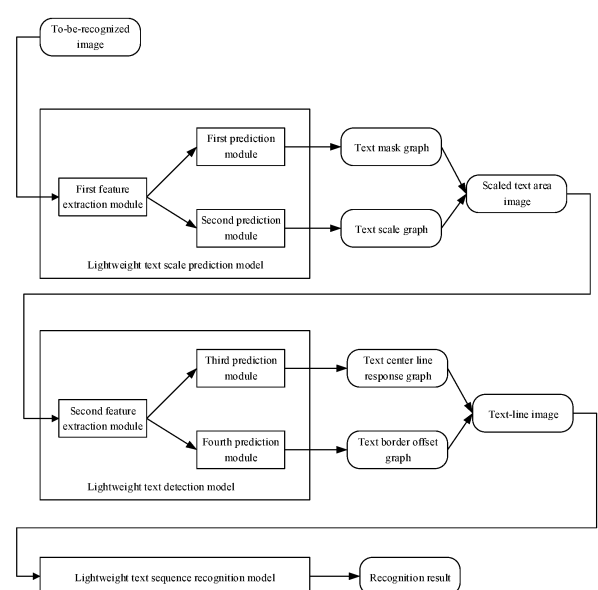 To-be-recognized
image
First prediction
module
Text mask graph
First feature
extraction module
Scaled text area
image
Second prediction
module
Text scale graph
Lightweight text scale prediction model
Third prediction
module
Text center line
response graph
Second feature
extraction module
Text-line image
Fourth prediction
module
Text border offset
graph
Lightweight text detection model
Lightweight text sequence recognition model
Recognition result